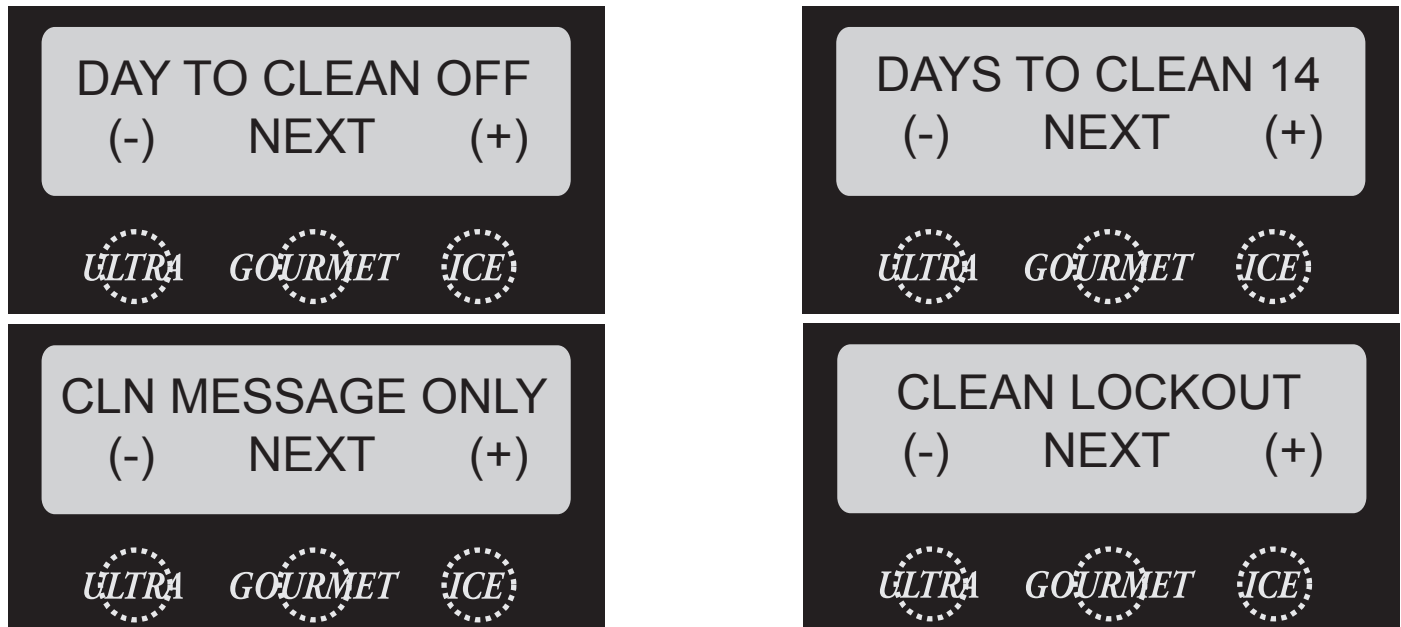 DAY TO CLEAN OFF
(-) NEXT (+)
ULTRA GOURMET ICE
DAYS TO CLEAN 14
(-) NEXT (+)
ULTRA GOURMET ICE
CLN MESSAGE ONLY
(-) NEXT (+)
ULTRA GOURMET ICE
CLEAN LOCKOUT
(-) NEXT (+)
ULTRA GOURMET ICE